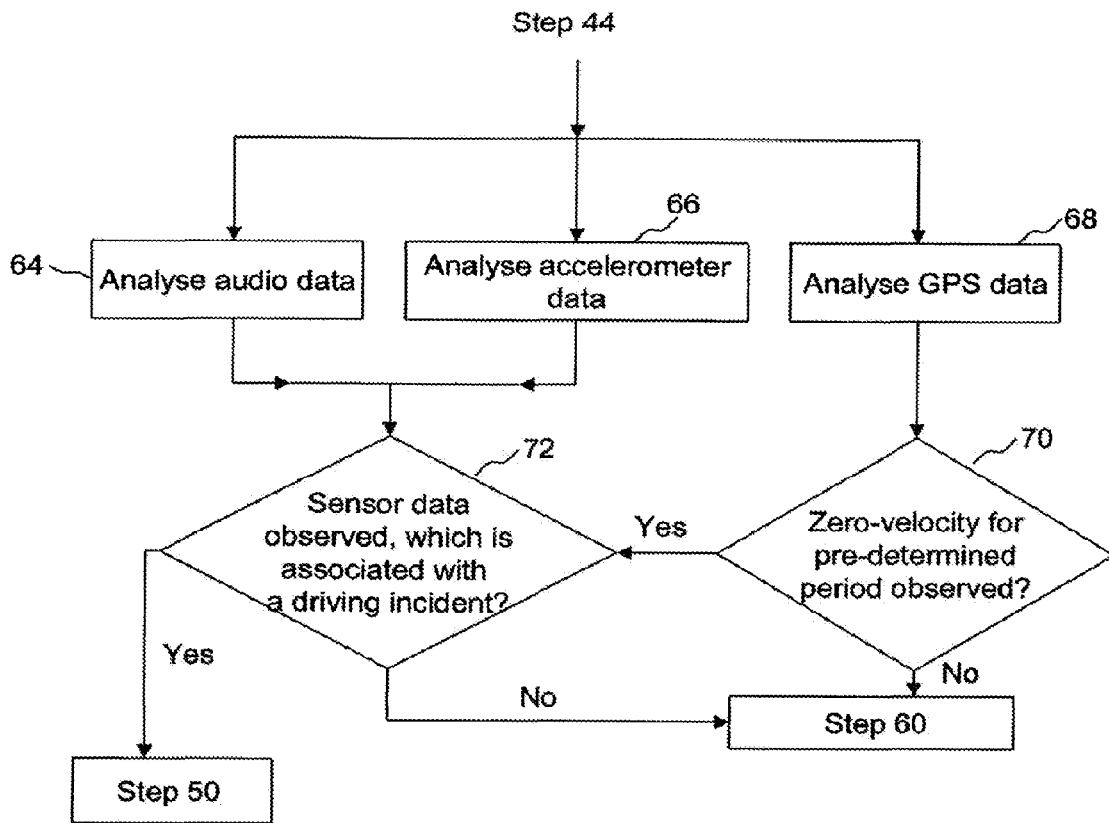 Step 44
64
Analyse audio data
66
Analyse accelerometer
data
68
Analyse GPS data
72
Sensor data
observed, which is
associated with
a driving incident?
Yes
70
Zero-velocity for
pre-determined
period observed?
Yes
No
No
Step 60
Step 50